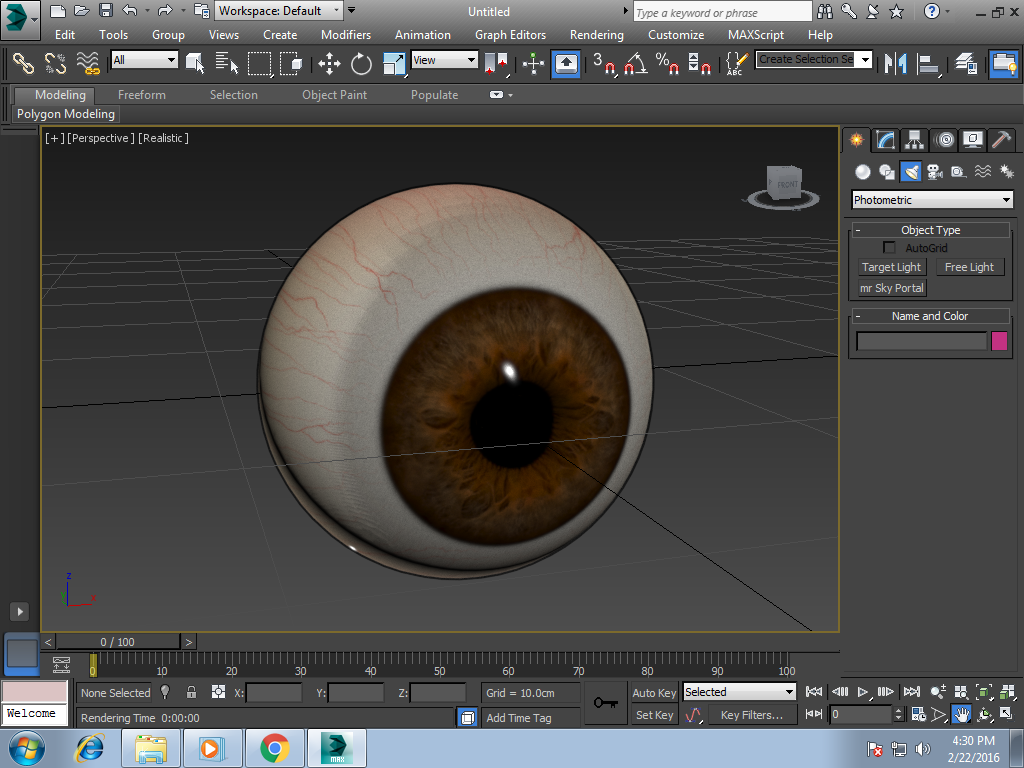 Workspace: Default
Untitled
Type a keyword or phrase
Edit Tools Group Views Create Modifiers Animation Graph Editors Rendering Customize MAXScript Help
All
View
3
%
ABC
Create Selection Se
Modeling Freeform Selection Object Paint Populate
Polygon Modeling
[+][Perspective][Realistic]
FRONT
Photometric
- Object Type
AutoGrid
Target Light Free Light
mr Sky Portal
- Name and Color
z
y
x
< 0 / 100 >
0 10 20 30 40 50 60 70 80 90 100
None Selected X: Y: Z: Grid = 10.0cm Auto Key Selected
Welcome
Rendering Time 0:00:00 Add Time Tag Set Key Key Filters... 0
MAX
4:30 PM
2/22/2016